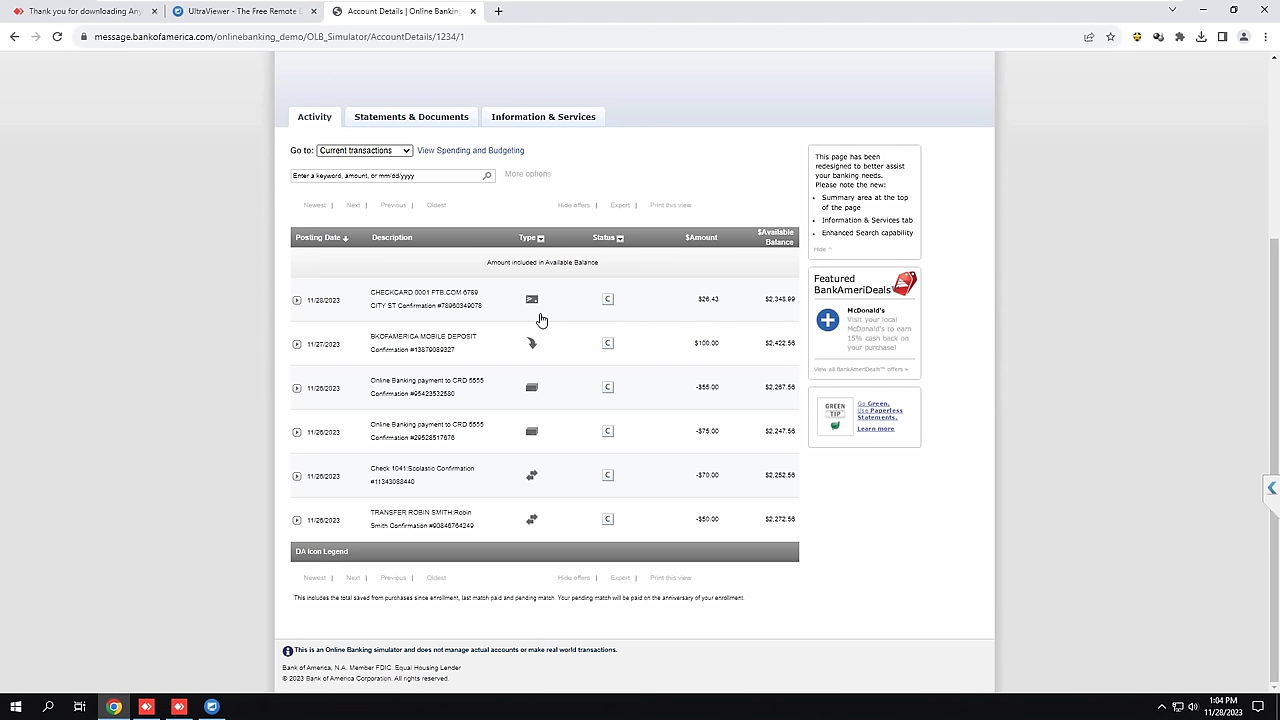 Thank you for downloading Any
UltraViewer - The Free Remote D
Account Details | Online Banking
message.bankofamerica.com/onlinebanking_demo/OLB_Simulator/AccountDetails/1234/1
Activity
Statements & Documents
Information & Services
Go to: Current transactions View Spending and Budgeting
Enter a keyword, amount, or mm/dd/yyyy
More options
Newest | Next | Previous | Oldest
Hide offers | Export | Print this view
Posting Date Description Type Status $Amount $Available Balance
Amount included in Available Balance
11/28/2023 CHECKCARD 0001 FTB.COM 6789 C $26.43 $2,348.99
CITY ST Confirmation #78960349078
11/27/2023 BKOFAMERICA MOBILE DEPOSIT C $100.00 $2,422.56
Confirmation #13879089327
11/26/2023 Online Banking payment to CRD 5555 C -$55.00 $2,267.56
Confirmation #95423532580
11/26/2023 Online Banking payment to CRD 5555 C -$75.00 $2,247.56
Confirmation #29528517676
11/26/2023 Check 1041:Scolastic Confirmation C -$70.00 $2,252.56
#11343088440
11/26/2023 TRANSFER ROBIN SMITH:Robin C -$50.00 $2,272.56
Smith Confirmation #90846764249
DA Icon Legend
Newest | Next | Previous | Oldest
Hide offers | Export | Print this view
This includes the total saved from purchases since enrollment, last match paid and pending match. Your pending match will be paid on the anniversary of your enrollment.
This page has been
redesigned to better assist
your banking needs.
Please note the new:
Summary area at the top
of the page
Information & Services tab
Enhanced Search capability
Hide
Featured
BankAmeriDeals
McDonald's
Visit your local
McDonald's to earn
15% cash back on
your purchase!
View all BankAmeriDeals™ offers »
GREEN
TIP
Go Green.
Use Paperless
Statements.
Learn more
This is an Online Banking simulator and does not manage actual accounts or make real world transactions.
Bank of America, N.A. Member FDIC. Equal Housing Lender
© 2023 Bank of America Corporation. All rights reserved.
1:04 PM
11/28/2023